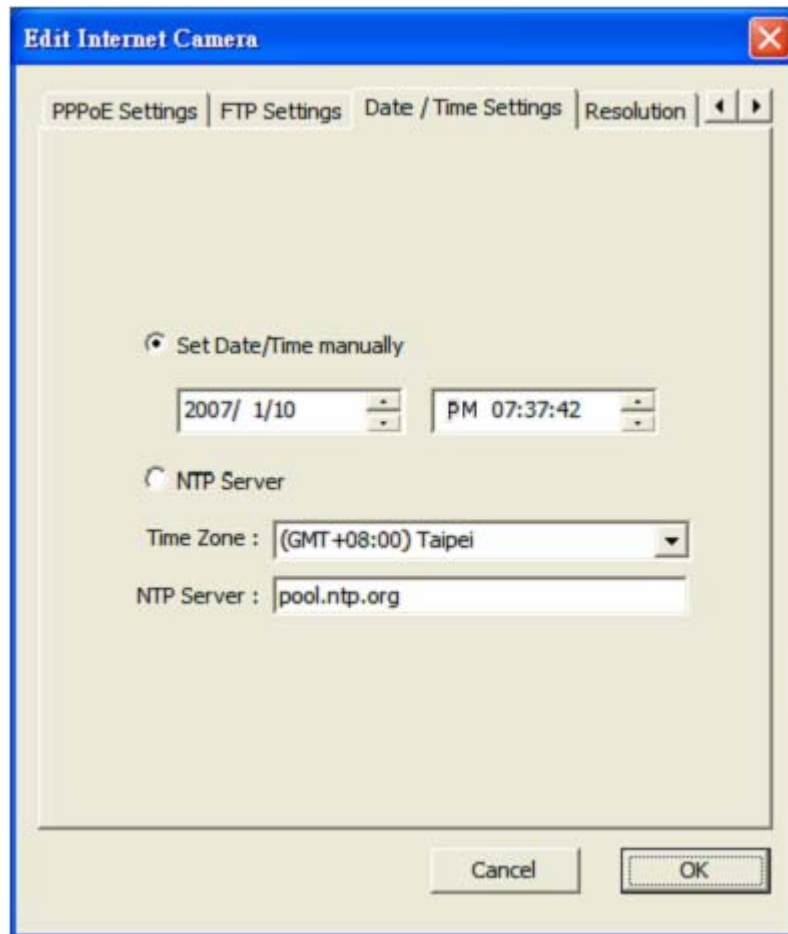 Edit Internet Camera
PPPoE Settings FTP Settings Date / Time Settings Resolution
Set Date/Time manually
2007/ 1/10 PM 07:37:42
NTP Server
Time Zone : (GMT+08:00) Taipei
NTP Server : pool.ntp.org
Cancel OK